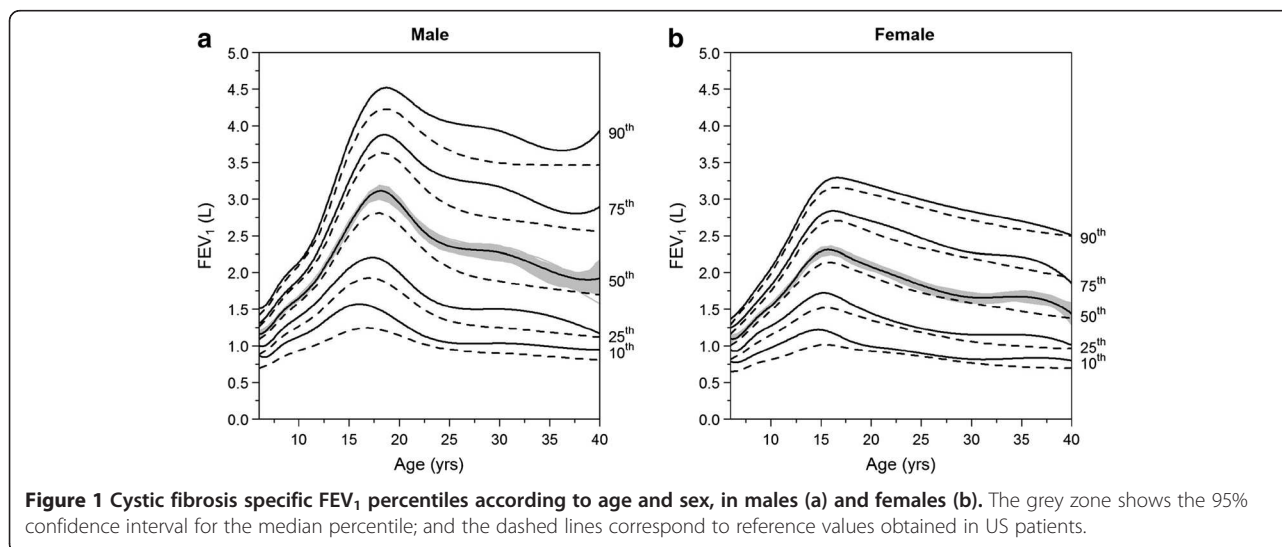 a
Male
FEV1 (L)
5.0
4.5
4.0
3.5
3.0
2.5
2.0
1.5
1.0
0.5
0.0
90th
75th
50th
25th
10th
10 15 20 25 30 35 40
Age (yrs)
b
Female
FEV1 (L)
5.0
4.5
4.0
3.5
3.0
2.5
2.0
1.5
1.0
0.5
0.0
90th
75th
50th
25th
10th
10 15 20 25 30 35 40
Age (yrs)
Figure 1 Cystic fibrosis specific FEV1 percentiles according to age and sex, in males (a) and females (b). The grey zone shows the 95%
confidence interval for the median percentile; and the dashed lines correspond to reference values obtained in US patients.